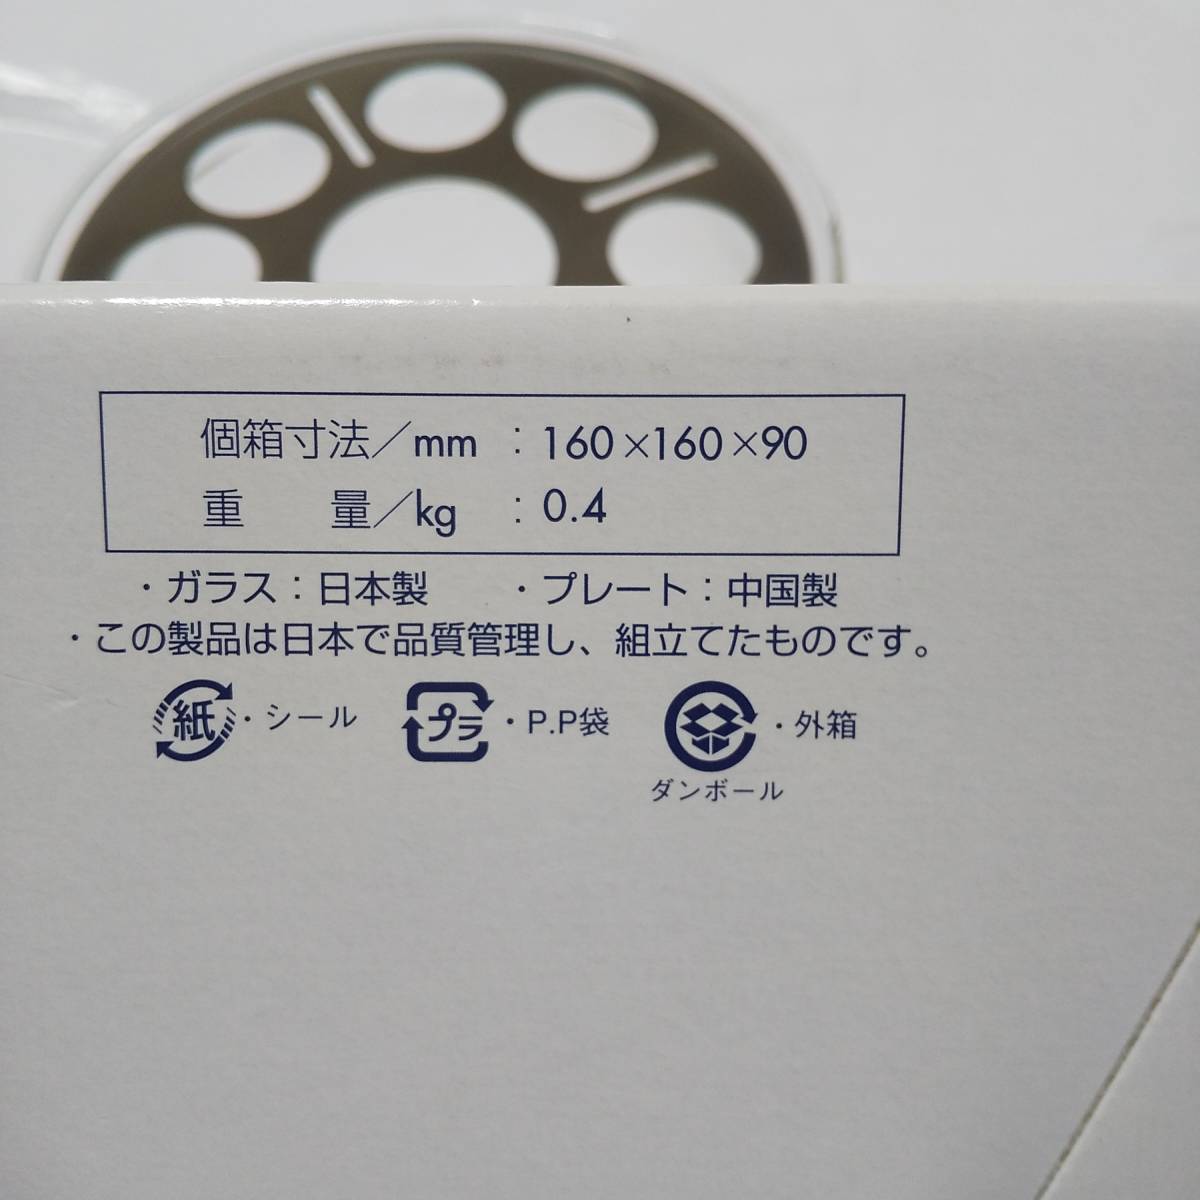 個箱寸法／mm ：160×160×90
重　　量／kg ：0.4
・ガラス：日本製　　・プレート：中国製
・この製品は日本で品質管理し、組立てたものです。
紙・シール　プラ・P.P袋　・外箱
ダンボール